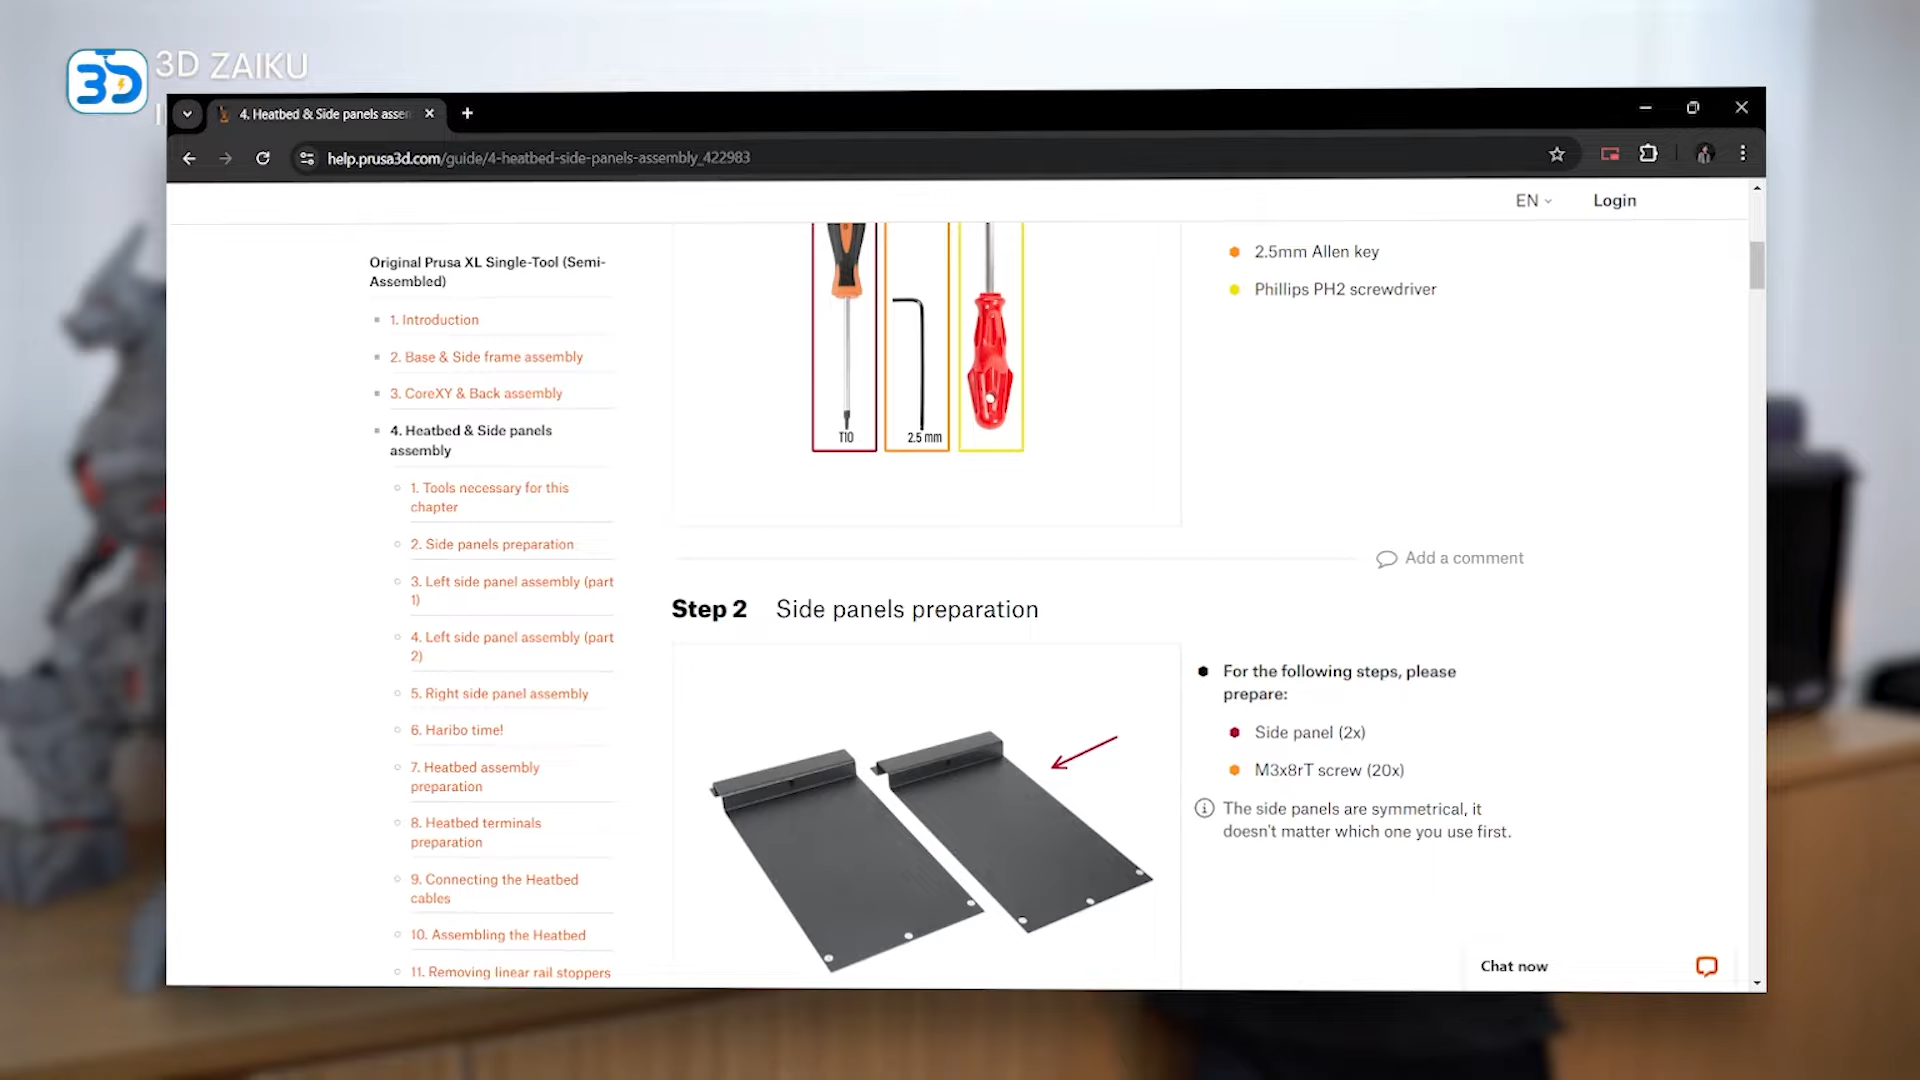 3D
3D ZAIKU
4. Heatbed & Side panels assem
help.prusa3d.com/guide/4-heatbed-side-panels-assembly_422983
EN
Login
Original Prusa XL Single-Tool (Semi-
Assembled)
1. Introduction
2. Base & Side frame assembly
3. CoreXY & Back assembly
4. Heatbed & Side panels
assembly
1. Tools necessary for this
chapter
2. Side panels preparation
3. Left side panel assembly (part
1)
4. Left side panel assembly (part
2)
5. Right side panel assembly
6. Haribo time!
7. Heatbed assembly
preparation
8. Heatbed terminals
preparation
9. Connecting the Heatbed
cables
10. Assembling the Heatbed
11. Removing linear rail stoppers
T10
2.5 mm
2.5mm Allen key
Phillips PH2 screwdriver
Add a comment
Step 2 Side panels preparation
For the following steps, please
prepare:
Side panel (2x)
M3x8rT screw (20x)
The side panels are symmetrical, it
doesn't matter which one you use first.
Chat now